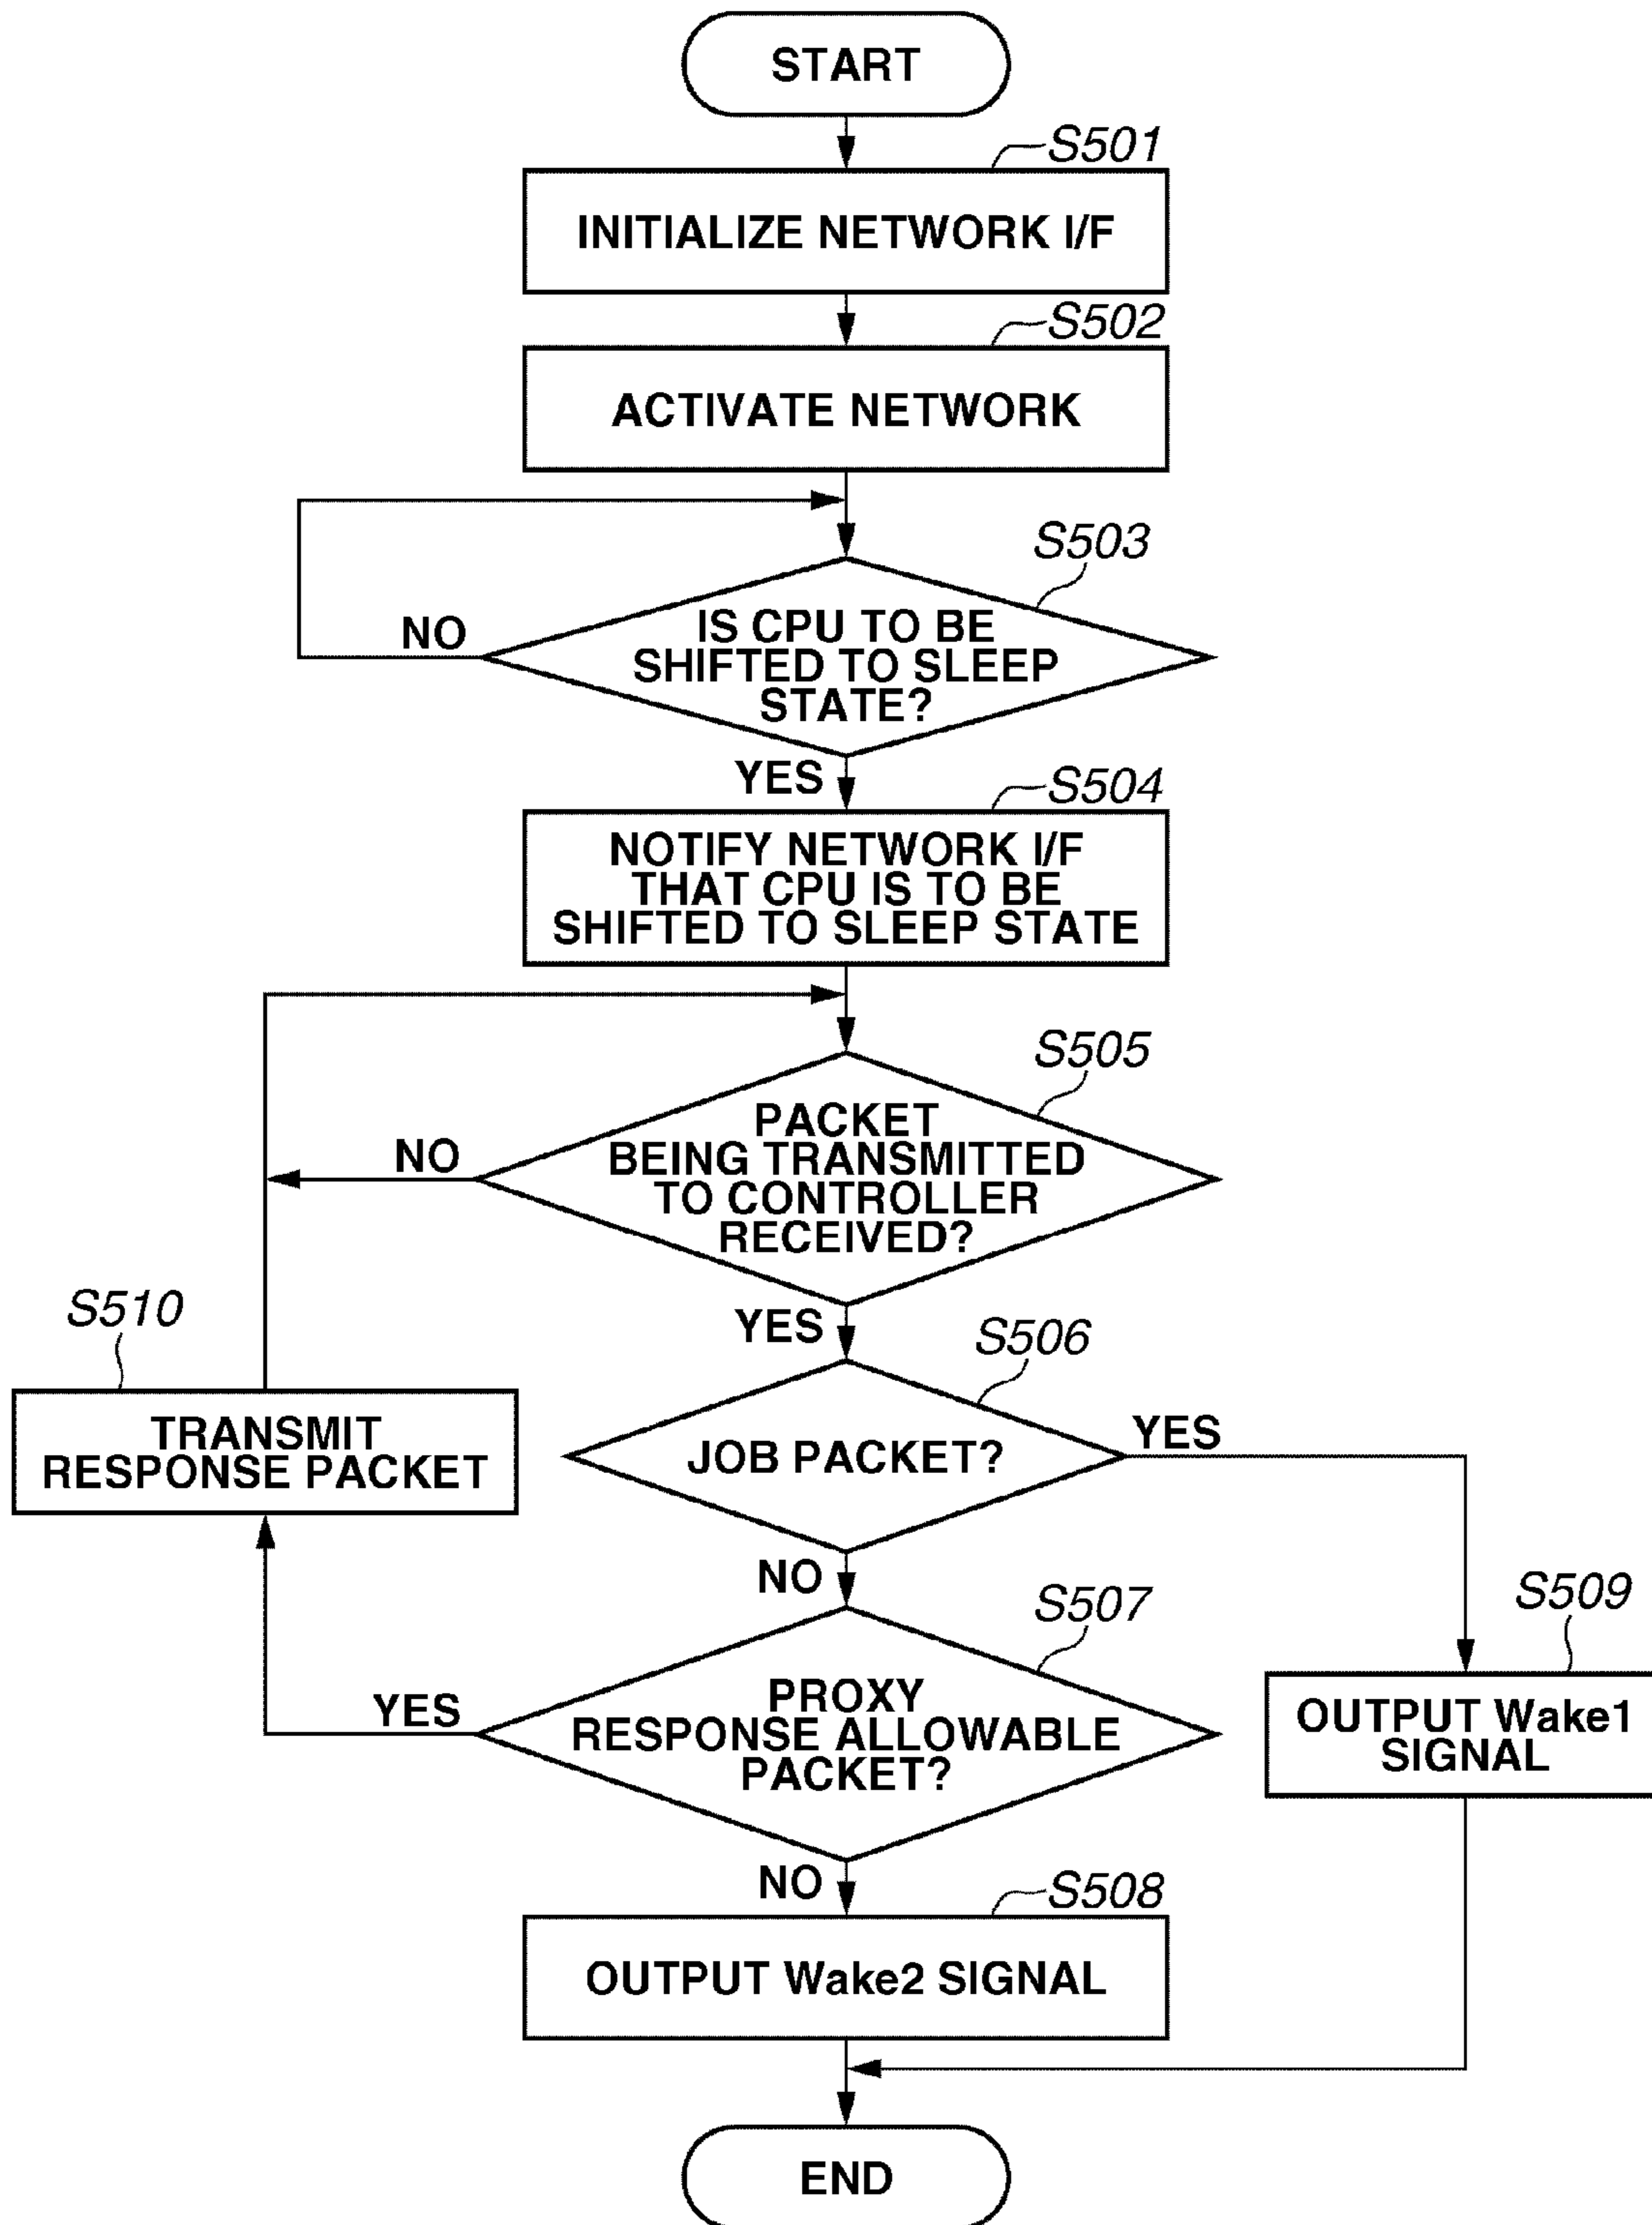 START
S501
INITIALIZE NETWORK I/F
S502
ACTIVATE NETWORK
S503
IS CPU TO BE
SHIFTED TO SLEEP
STATE?
NO
YES
S504
NOTIFY NETWORK I/F
THAT CPU IS TO BE
SHIFTED TO SLEEP STATE
S505
PACKET
BEING TRANSMITTED
TO CONTROLLER
RECEIVED?
NO
YES
S510
TRANSMIT
RESPONSE PACKET
S506
JOB PACKET?
YES
NO
S507
PROXY
RESPONSE ALLOWABLE
PACKET?
YES
S509
OUTPUT Wake1
SIGNAL
NO
S508
OUTPUT Wake2 SIGNAL
END